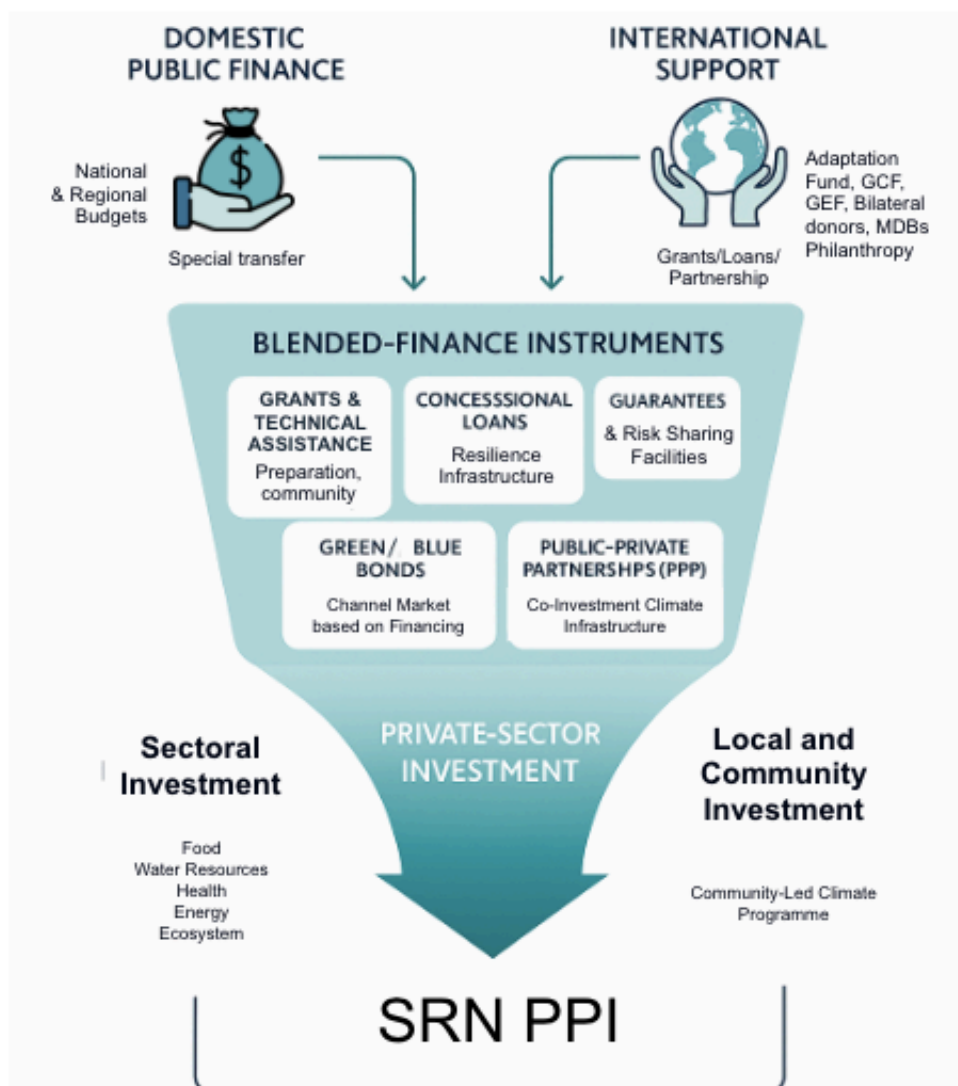 DOMESTIC
PUBLIC FINANCE
National
& Regional
Budgets
$
Special transfer
INTERNATIONAL
SUPPORT
Adaptation
Fund, GCF,
GEF, Bilateral
donors, MDBs
Philanthropy
Grants/Loans/
Partnership
BLENDED-FINANCE INSTRUMENTS
GRANTS &
TECHNICAL
ASSISTANCE
Preparation,
community
CONCESSSIONAL
LOANS
Resilience
Infrastructure
GUARANTEES
& Risk Sharing
Facilities
GREEN/ BLUE
BONDS
Channel Market
based on Financing
PUBLIC-PRIVATE
PARTNERSHPS (PPP)
Co-Investment Climate
Infrastructure
PRIVATE-SECTOR
INVESTMENT
Sectoral
Investment
Food
Water Resources
Health
Energy
Ecosystem
Local and
Community
Investment
Community-Led Climate
Programme
SRN PPI